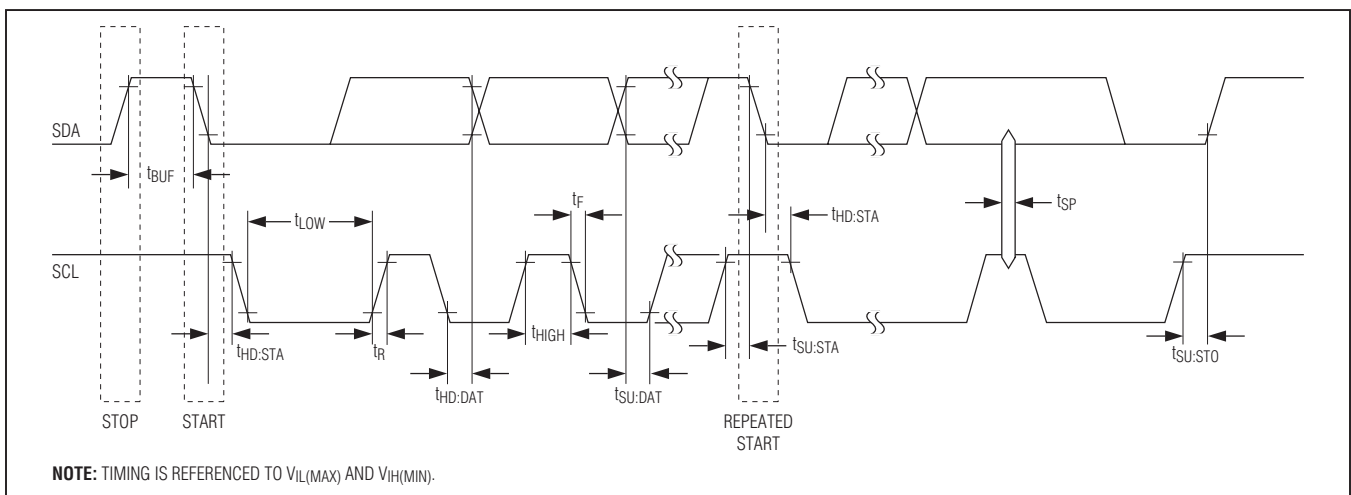 SDA
tBUF
tLOW
tF
tHD:STA
tSP
SCL
tHD:STA
tR
tHIGH
tSU:STA
tSU:STO
tHD:DAT
tSU:DAT
STOP
START
REPEATED
START
NOTE: TIMING IS REFERENCED TO VIL(MAX) AND VIH(MIN).